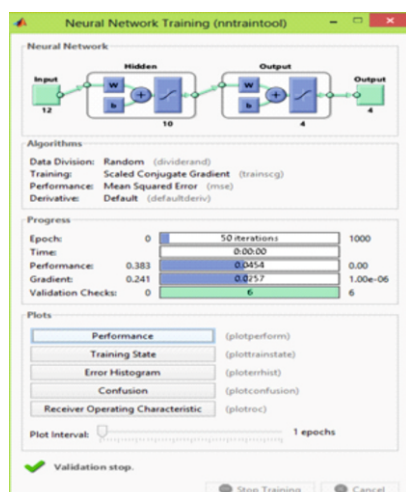 Neural Network Training (nntraintool)
Neural Network
Hidden Output
Input Output
W W
b b
12 10 4 4
Algorithms
Data Division: Random (dividerand)
Training: Scaled Conjugate Gradient (trainscg)
Performance: Mean Squared Error (mse)
Derivative: Default (defaultderiv)
Progress
Epoch: 0 50 iterations 1000
Time: 0:00:00
Performance: 0.383 0.0454 0.00
Gradient: 0.241 0.0257 1.00e-06
Validation Checks: 0 6 6
Plots
Performance (plotperform)
Training State (plottrainstate)
Error Histogram (ploterrhist)
Confusion (plotconfusion)
Receiver Operating Characteristic (plotroc)
Plot Interval: 1 epochs
Validation stop.
Stop Training Cancel